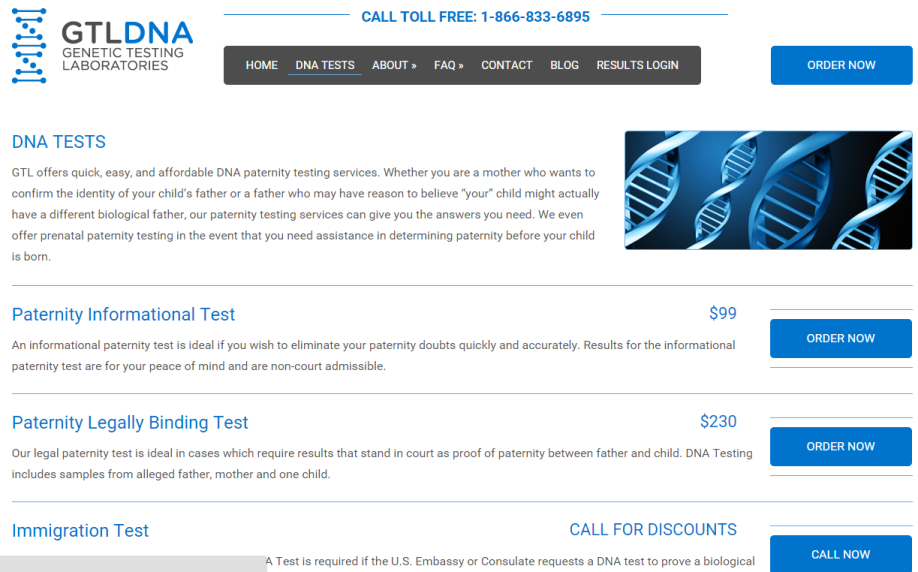 CALL TOLL FREE: 1-866-833-6895
GTLDNA
GENETIC TESTING
LABORATORIES
HOME DNA TESTS ABOUT » FAQ » CONTACT BLOG RESULTS LOGIN
ORDER NOW
DNA TESTS
GTL offers quick, easy, and affordable DNA paternity testing services. Whether you are a mother who wants to
confirm the identity of your child's father or a father who may have reason to believe “your” child might actually
have a different biological father, our paternity testing services can give you the answers you need. We even
offer prenatal paternity testing in the event that you need assistance in determining paternity before your child
is born.
Paternity Informational Test
$99
An informational paternity test is ideal if you wish to eliminate your paternity doubts quickly and accurately. Results for the informational
paternity test are for your peace of mind and are non-court admissible.
ORDER NOW
Paternity Legally Binding Test
$230
Our legal paternity test is ideal in cases which require results that stand in court as proof of paternity between father and child. DNA Testing
includes samples from alleged father, mother and one child.
ORDER NOW
Immigration Test
CALL FOR DISCOUNTS
A Test is required if the U.S. Embassy or Consulate requests a DNA test to prove a biological
CALL NOW